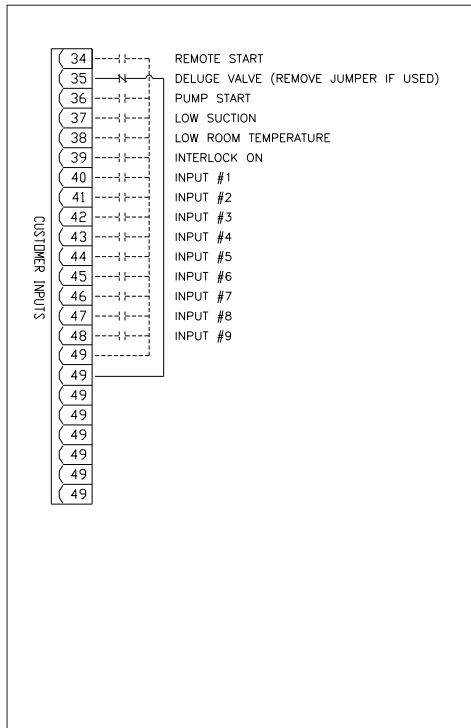 34 REMOTE START
35 DELUGE VALVE (REMOVE JUMPER IF USED)
36 PUMP START
37 LOW SUCTION
38 LOW ROOM TEMPERATURE
39 INTERLOCK ON
40 INPUT #1
41 INPUT #2
42 INPUT #3
43 INPUT #4
44 INPUT #5
45 INPUT #6
46 INPUT #7
47 INPUT #8
48 INPUT #9
49
49
49
49
49
49
49
49
CUSTOMER INPUTS